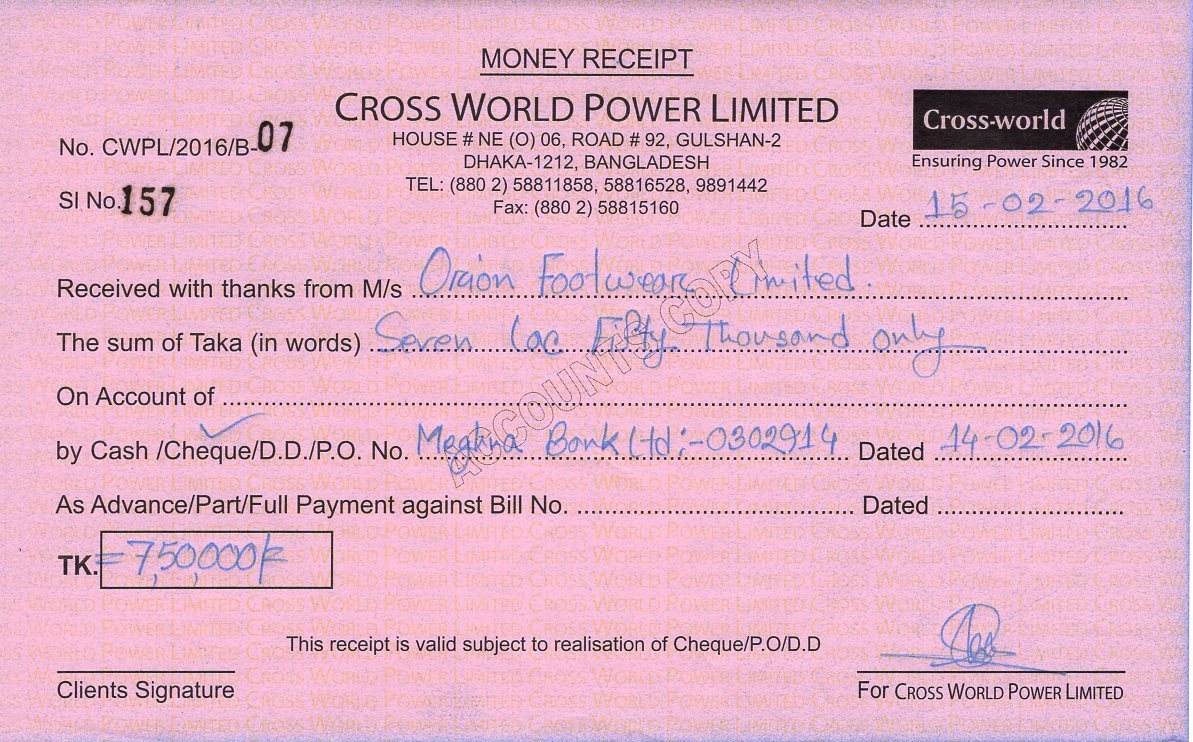 MONEY RECEIPT
CROSS WORLD POWER LIMITED
HOUSE # NE (O) 06, ROAD # 92, GULSHAN-2
DHAKA-1212, BANGLADESH
TEL: (880 2) 58811858, 58816528, 9891442
Fax: (880 2) 58815160
Cross-world
Ensuring Power Since 1982
No. CWPL/2016/B-07
SI No. 157
Date 15-02-2016
Received with thanks from M/s Orion Footwear Limited.
The sum of Taka (in words) Seven Lac Fifty Thousand only
On Account of
by Cash /Cheque/D.D./P.O. No. Meghna Bank Ltd:-0302914 Dated 14-02-2016
As Advance/Part/Full Payment against Bill No. Dated
TK. =7,50,000/=
ACCOUNT'S COPY
This receipt is valid subject to realisation of Cheque/P.O/D.D
Clients Signature
For CROSS WORLD POWER LIMITED